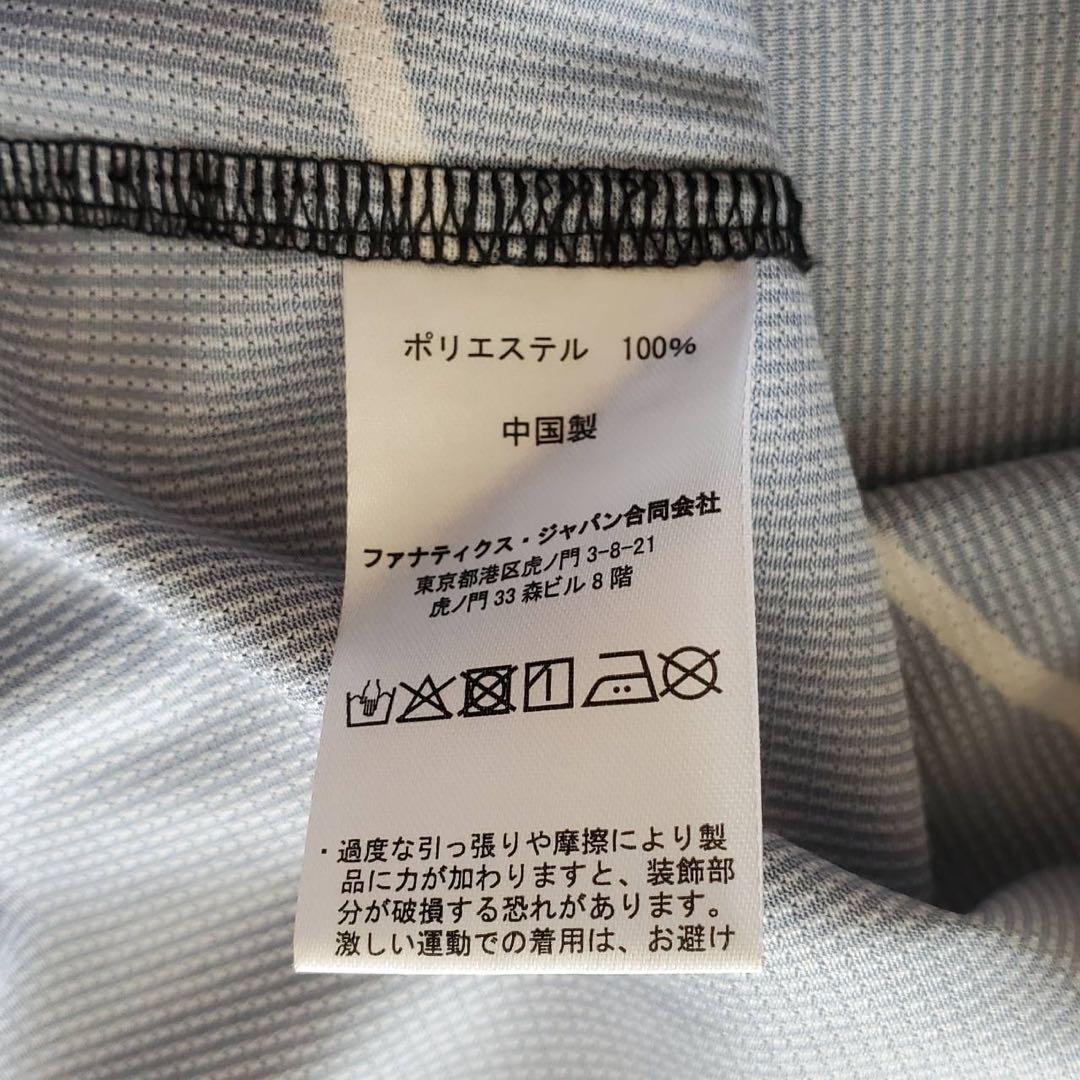 ポリエステル 100%
中国製
ファナティクス・ジャパン合同会社
東京都港区虎ノ門3-8-21
虎ノ門33森ビル8階
・過度な引っ張りや摩擦により製
品に力が加わりますと、装飾部
分が破損する恐れがあります。
激しい運動での着用は、お避け